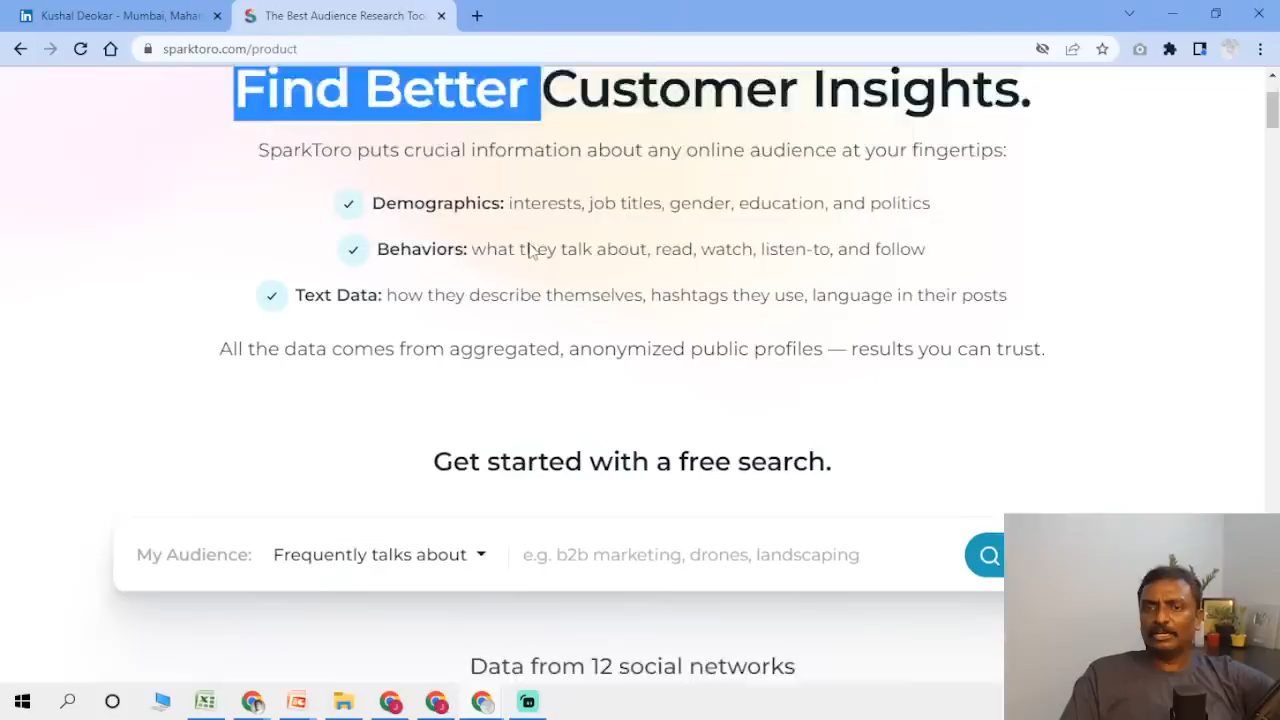 Kushal Deokar - Mumbai, Mahar
The Best Audience Research Too
sparktoro.com/product
Find Better Customer Insights.
SparkToro puts crucial information about any online audience at your fingertips:
Demographics: interests, job titles, gender, education, and politics
Behaviors: what they talk about, read, watch, listen-to, and follow
Text Data: how they describe themselves, hashtags they use, language in their posts
All the data comes from aggregated, anonymized public profiles — results you can trust.
Get started with a free search.
My Audience: Frequently talks about e.g. b2b marketing, drones, landscaping
Data from 12 social networks